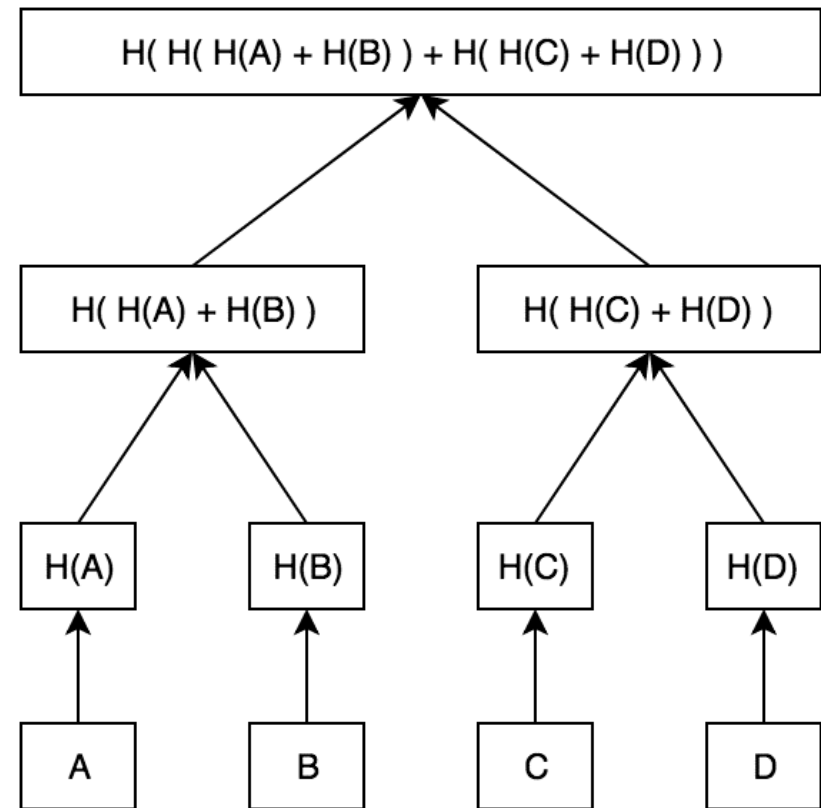 H( H( H(A) + H(B) ) + H( H(C) + H(D) ) )
H( H(A) + H(B) )
H( H(C) + H(D) )
H(A)
H(B)
H(C)
H(D)
A
B
C
D